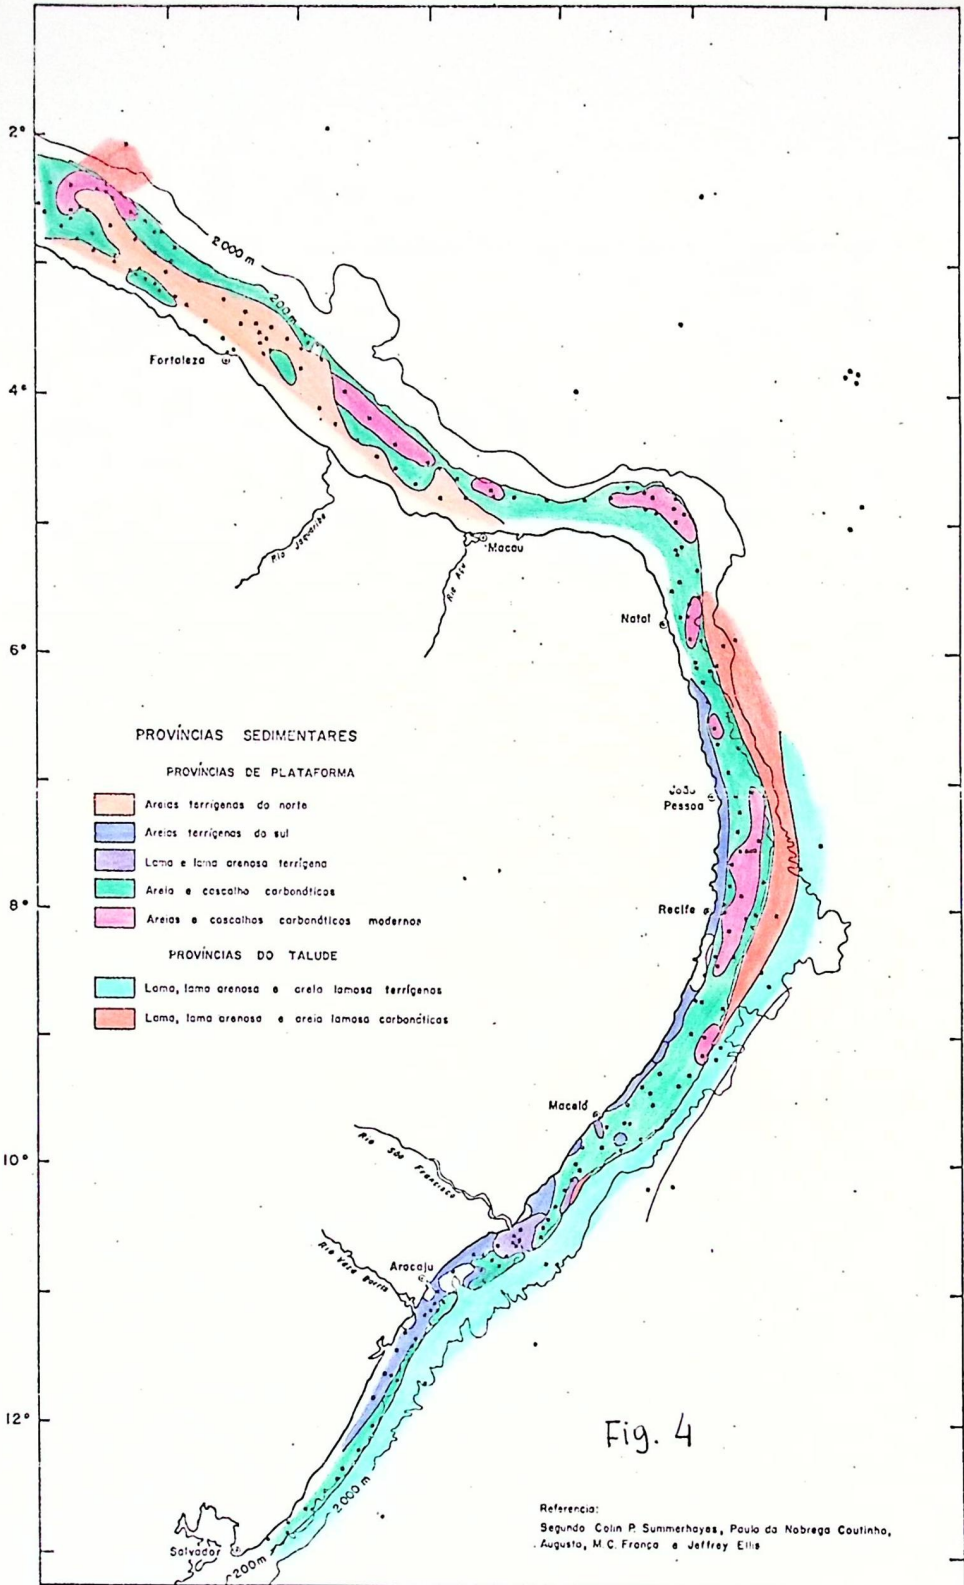 2°
2000 m
200 m
Fortaleza
4°
Rio Jaguaribe
Macau
Rio Açu
Natal
6°
PROVÍNCIAS SEDIMENTARES
PROVÍNCIAS DE PLATAFORMA
Areias terrígenas do norte
Areias terrígenas do sul
Lama e lama arenosa terrígena
Areia e cascalho carbonáticos
Areias e cascalhos carbonáticos modernos
PROVÍNCIAS DO TALUDE
Lama, lama arenosa e areia lamosa terrígenas
Lama, lama arenosa e areia lamosa carbonáticas
João
Pessoa
8°
Recife
Maceió
10°
Rio São Francisco
Rio Vasa Barris
Aracaju
12°
Fig. 4
2000 m
200m
Salvador
Referencia:
Segundo Colin P. Summerhayes, Paulo da Nobrega Coutinho,
Augusto, M.C. França e Jeffrey Ellis